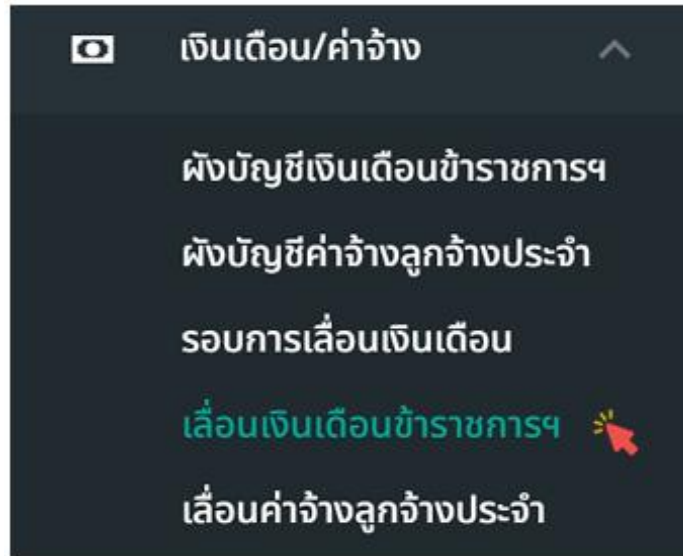 เงินเดือน/ค่าจ้าง
ผังบัญชีเงินเดือนข้าราชการฯ
ผังบัญชีค่าจ้างลูกจ้างประจำ
รอบการเลื่อนเงินเดือน
เลื่อนเงินเดือนข้าราชการฯ
เลื่อนค่าจ้างลูกจ้างประจำ